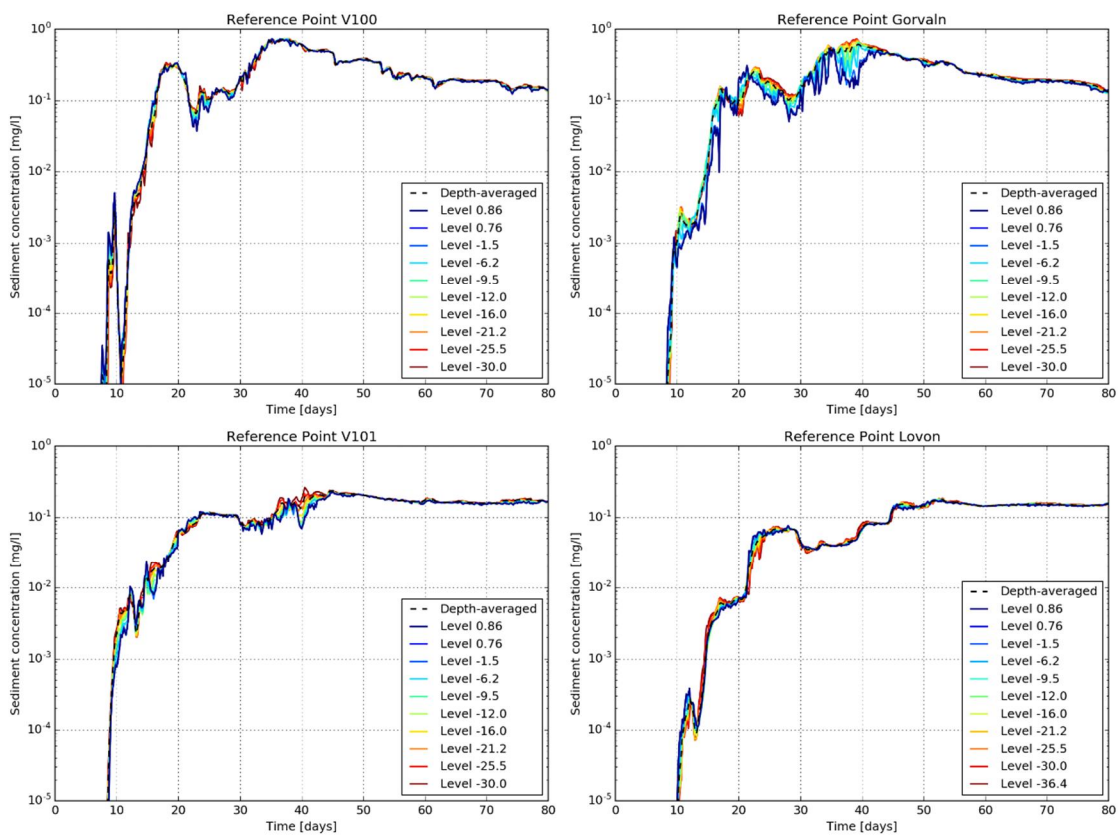 Reference Point V100
Sediment concentration [mg/l]
10^0
10^-1
10^-2
10^-3
10^-4
10^-5
Depth-averaged
Level 0.86
Level 0.76
Level -1.5
Level -6.2
Level -9.5
Level -12.0
Level -16.0
Level -21.2
Level -25.5
Level -30.0
0 10 20 30 40 50 60 70 80
Time [days]
Reference Point Gorvaln
Sediment concentration [mg/l]
10^0
10^-1
10^-2
10^-3
10^-4
10^-5
Depth-averaged
Level 0.86
Level 0.76
Level -1.5
Level -6.2
Level -9.5
Level -12.0
Level -16.0
Level -21.2
Level -25.5
Level -30.0
0 10 20 30 40 50 60 70 80
Time [days]
Reference Point V101
Sediment concentration [mg/l]
10^0
10^-1
10^-2
10^-3
10^-4
10^-5
Depth-averaged
Level 0.86
Level 0.76
Level -1.5
Level -6.2
Level -9.5
Level -12.0
Level -16.0
Level -21.2
Level -25.5
Level -30.0
0 10 20 30 40 50 60 70 80
Time [days]
Reference Point Lovon
Sediment concentration [mg/l]
10^0
10^-1
10^-2
10^-3
10^-4
10^-5
Depth-averaged
Level 0.86
Level 0.76
Level -1.5
Level -6.2
Level -9.5
Level -12.0
Level -16.0
Level -21.2
Level -25.5
Level -30.0
Level -36.4
0 10 20 30 40 50 60 70 80
Time [days]